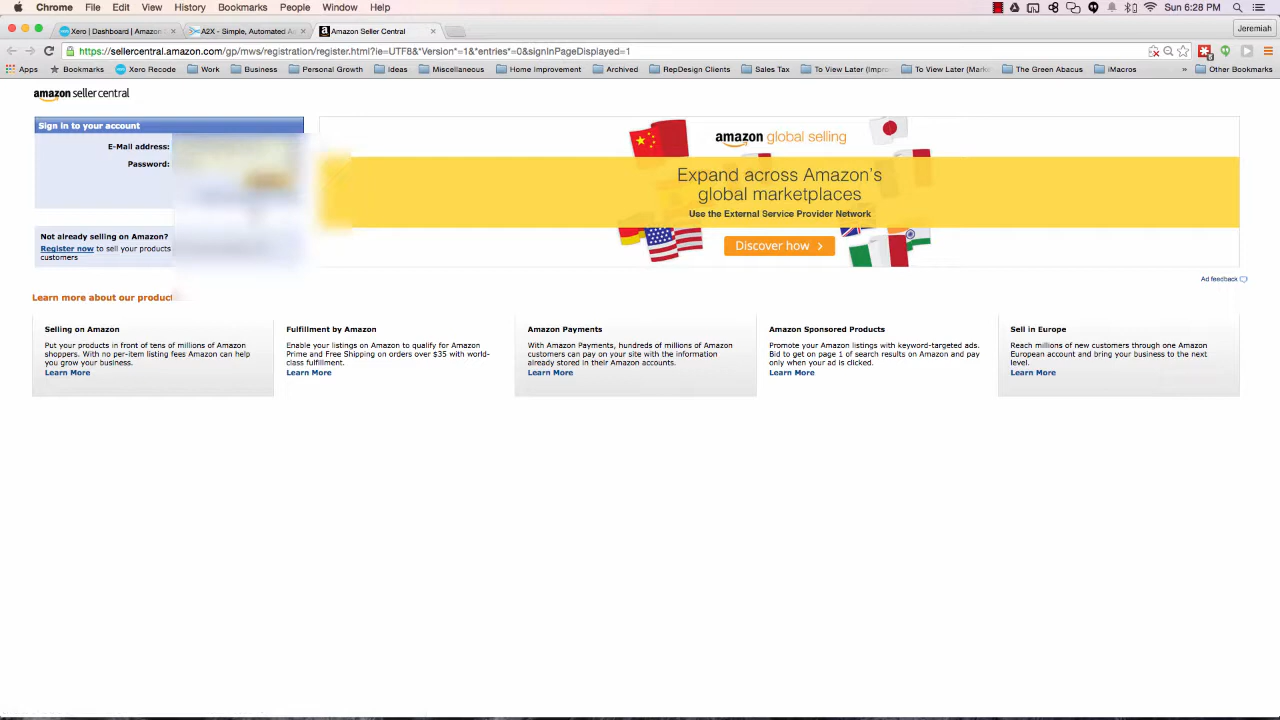 Chrome File Edit View History Bookmarks People Window Help
Sun 6:28 PM
Xero | Dashboard | Amazon
A2X - Simple, Automated A
Amazon Seller Central
Jeremiah
https://sellercentral.amazon.com/gp/mws/registration/register.html?ie=UTF8&*Version*=1&*entries*=0&signInPageDisplayed=1
Apps Bookmarks Xero Recode Work Business Personal Growth Ideas Miscellaneous Home Improvement Archived RepDesign Clients Sales Tax To View Later (Impro To View Later (Mark The Green Abacus iMacros » Other Bookmarks
amazon seller central
Sign in to your account
E-Mail address:
Password:
Not already selling on Amazon?
Register now to sell your products
customers
amazon global selling
Expand across Amazon's
global marketplaces
Use the External Service Provider Network
Discover how >
Ad feedback
Learn more about our product
Selling on Amazon
Put your products in front of tens of millions of Amazon
shoppers. With no per-item listing fees Amazon can help
you grow your business.
Learn More
Fulfillment by Amazon
Enable your listings on Amazon to qualify for Amazon
Prime and Free Shipping on orders over $35 with world-
class fulfillment.
Learn More
Amazon Payments
With Amazon Payments, hundreds of millions of Amazon
customers can pay on your site with the information
already stored in their Amazon accounts.
Learn More
Amazon Sponsored Products
Promote your Amazon listings with keyword-targeted ads.
Bid to get on page 1 of search results on Amazon and pay
only when your ad is clicked.
Learn More
Sell in Europe
Reach millions of new customers through one Amazon
European account and bring your business to the next
level.
Learn More